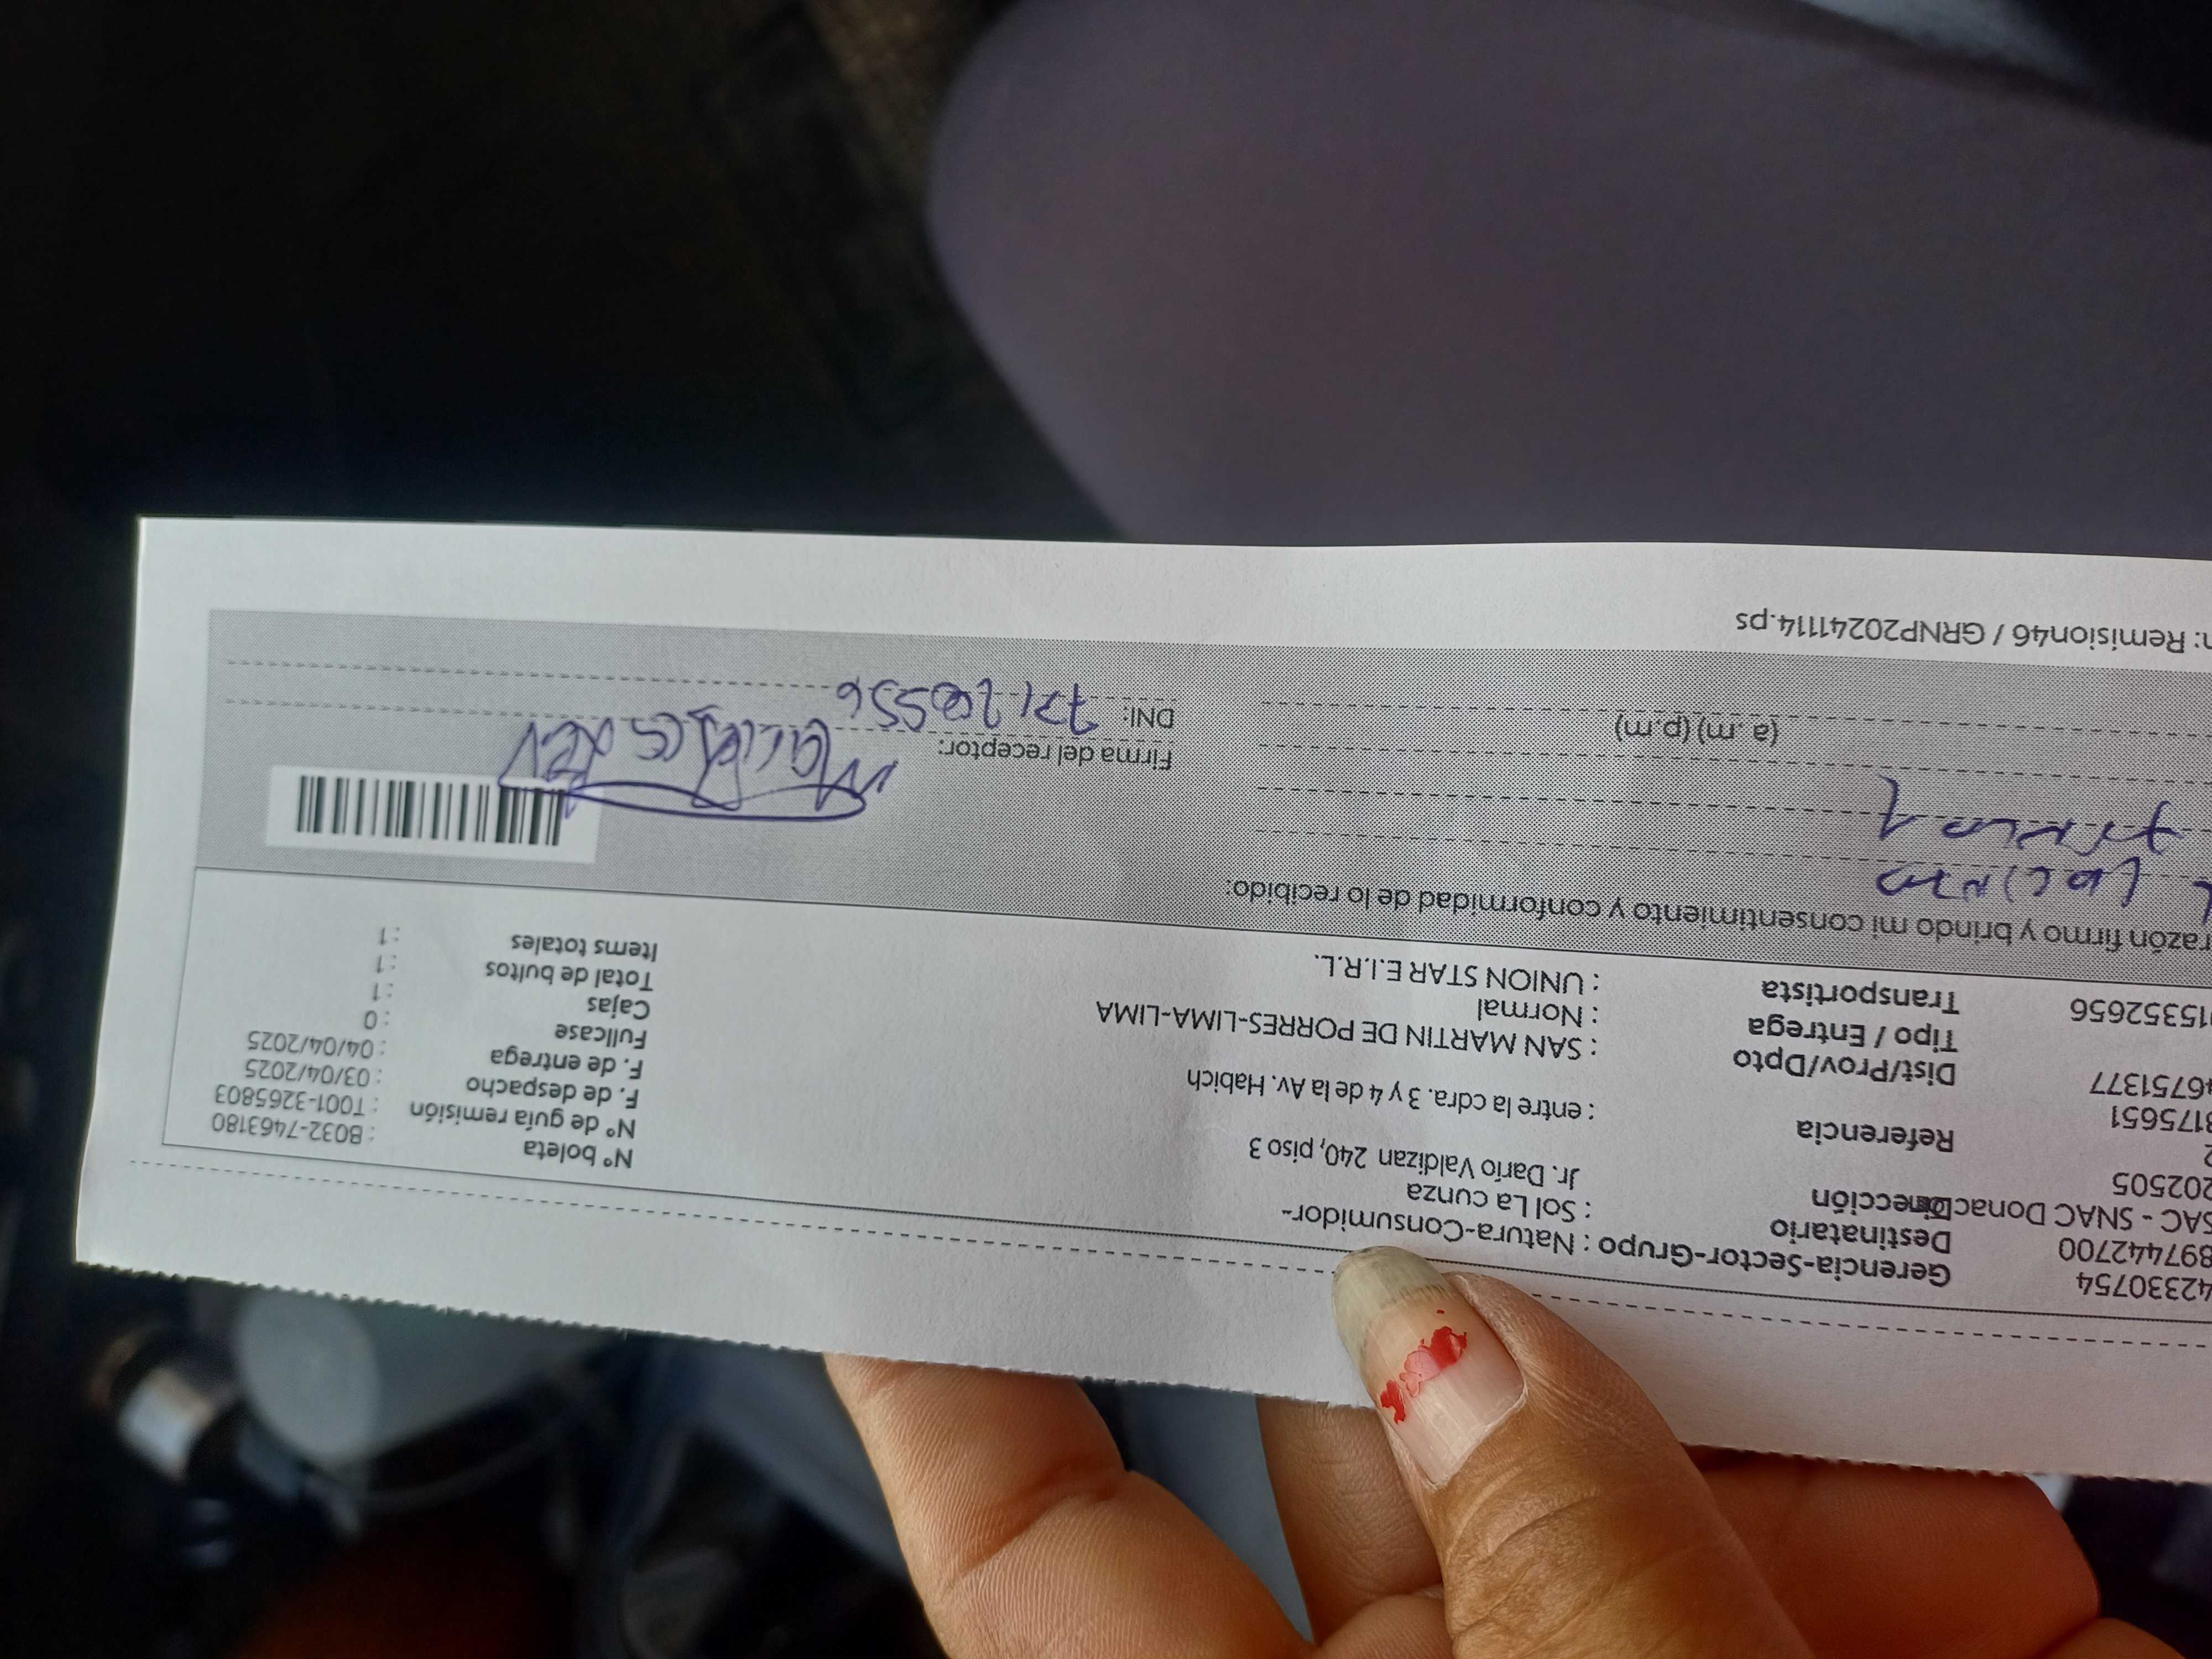 42330754
Gerencia-Sector-Grupo : Natura-Consumidor-
897442700
Destinatario : Sol La cunza
SAC - SNAC Donac
Dirección Jr. Darío Valdizan 240, piso 3
202505
2
Referencia : entre la cdra. 3 y 4 de la Av. Habich
8175651
46751377
Dist/Prov/Dpto : SAN MARTIN DE PORRES-LIMA-LIMA
Tipo / Entrega : Normal
15352656
Transportista : UNION STAR E.I.R.L.
N° boleta : B032-7463180
N° de guía remisión : T001-3265803
F. de despacho : 03/04/2025
F. de entrega : 04/04/2025
Fullcase : 0
Cajas : 1
Total de bultos : 1
Items totales : 1
razón firmo y brindo mi consentimiento y conformidad de lo recibido:
(a .m) (p.m)
Firma del receptor:
DNI:
n: Remision46 / GRNP20241114.ps